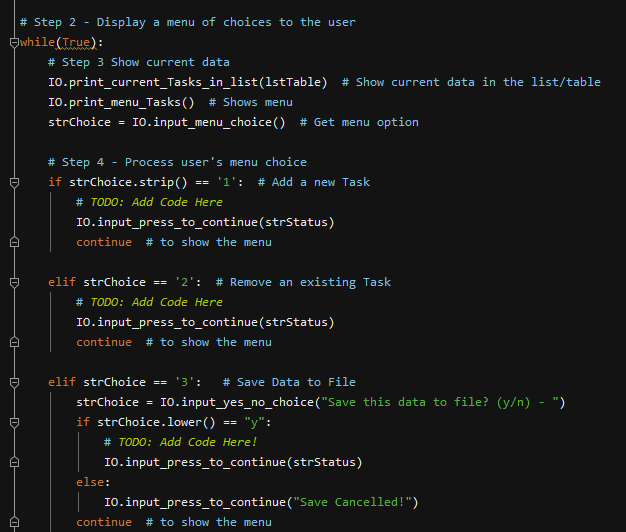 # Step 2 - Display a menu of choices to the user
while(True):
    # Step 3 Show current data
    IO.print_current_Tasks_in_list(lstTable)  # Show current data in the list/table
    IO.print_menu_Tasks()  # Shows menu
    strChoice = IO.input_menu_choice()  # Get menu option

    # Step 4 - Process user's menu choice
    if strChoice.strip() == '1':  # Add a new Task
        # TODO: Add Code Here
        IO.input_press_to_continue(strStatus)
        continue  # to show the menu

    elif strChoice == '2':  # Remove an existing Task
        # TODO: Add Code Here
        IO.input_press_to_continue(strStatus)
        continue  # to show the menu

    elif strChoice == '3':   # Save Data to File
        strChoice = IO.input_yes_no_choice("Save this data to file? (y/n) - ")
        if strChoice.lower() == "y":
            # TODO: Add Code Here!
            IO.input_press_to_continue(strStatus)
        else:
            IO.input_press_to_continue("Save Cancelled!")
        continue  # to show the menu